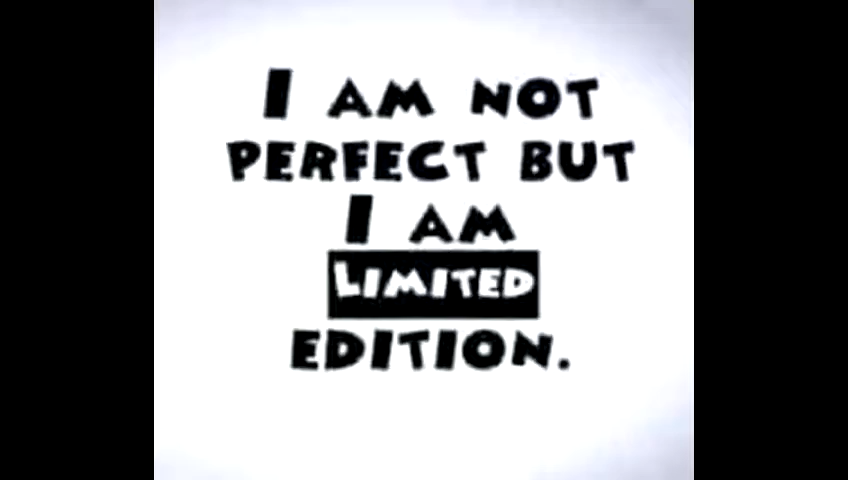 I AM NOT
PERFECT BUT
I AM
LIMITED
EDITION.